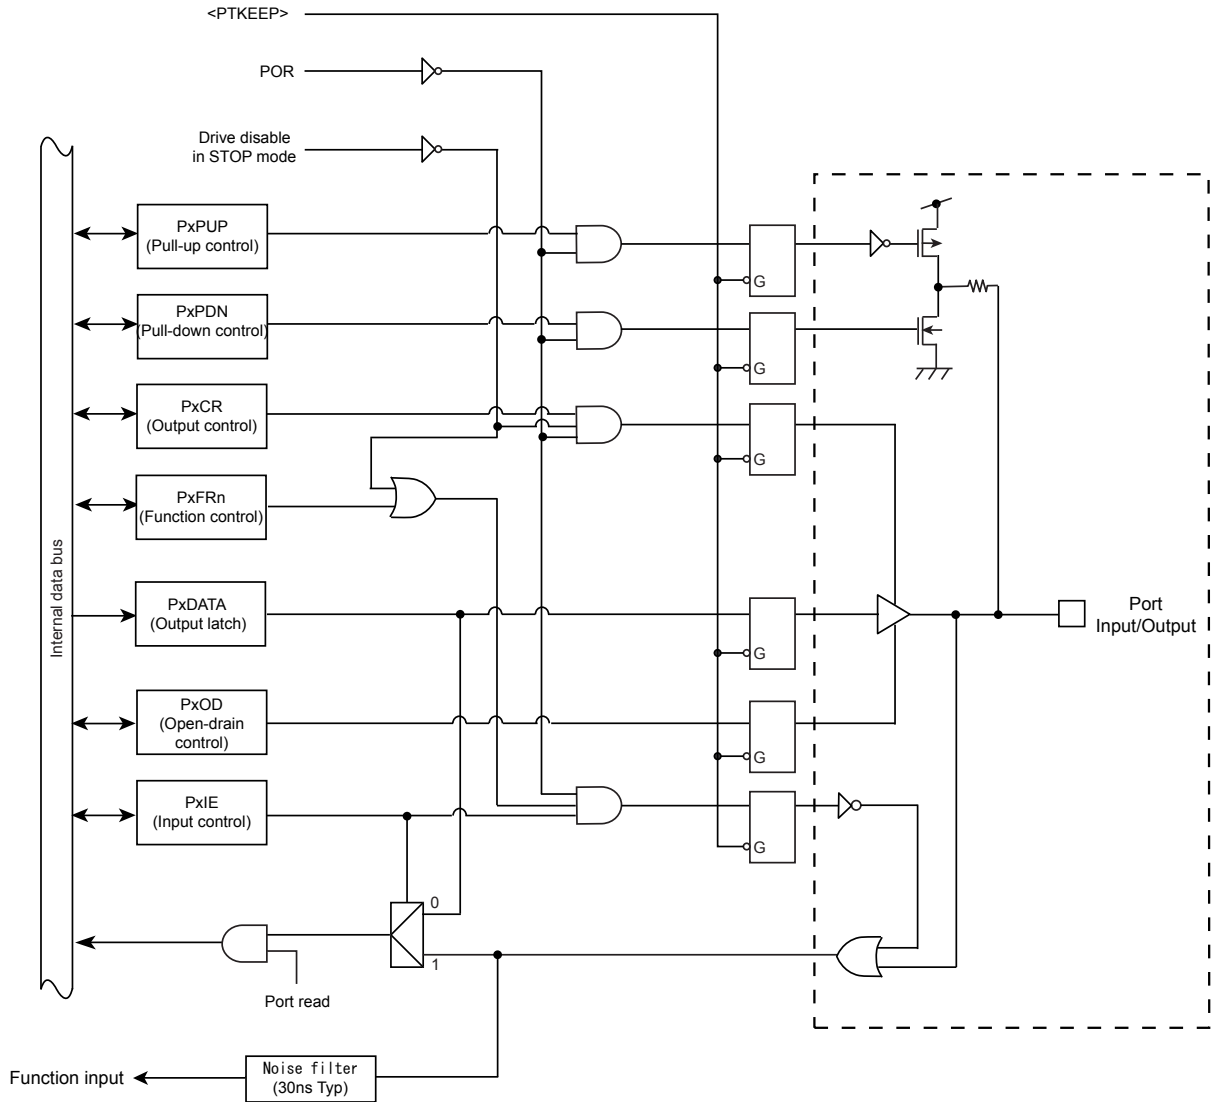 <PTKEEP>
POR
Drive disable
in STOP mode
PxPUP
(Pull-up control)
G
PxPDN
(Pull-down control)
G
PxCR
(Output control)
G
PxFRn
(Function control)
Internal data bus
PxDATA
(Output latch)
G
Port
Input/Output
PxOD
(Open-drain
control)
G
PxIE
(Input control)
G
0
1
Port read
Noise filter
(30ns Typ)
Function input